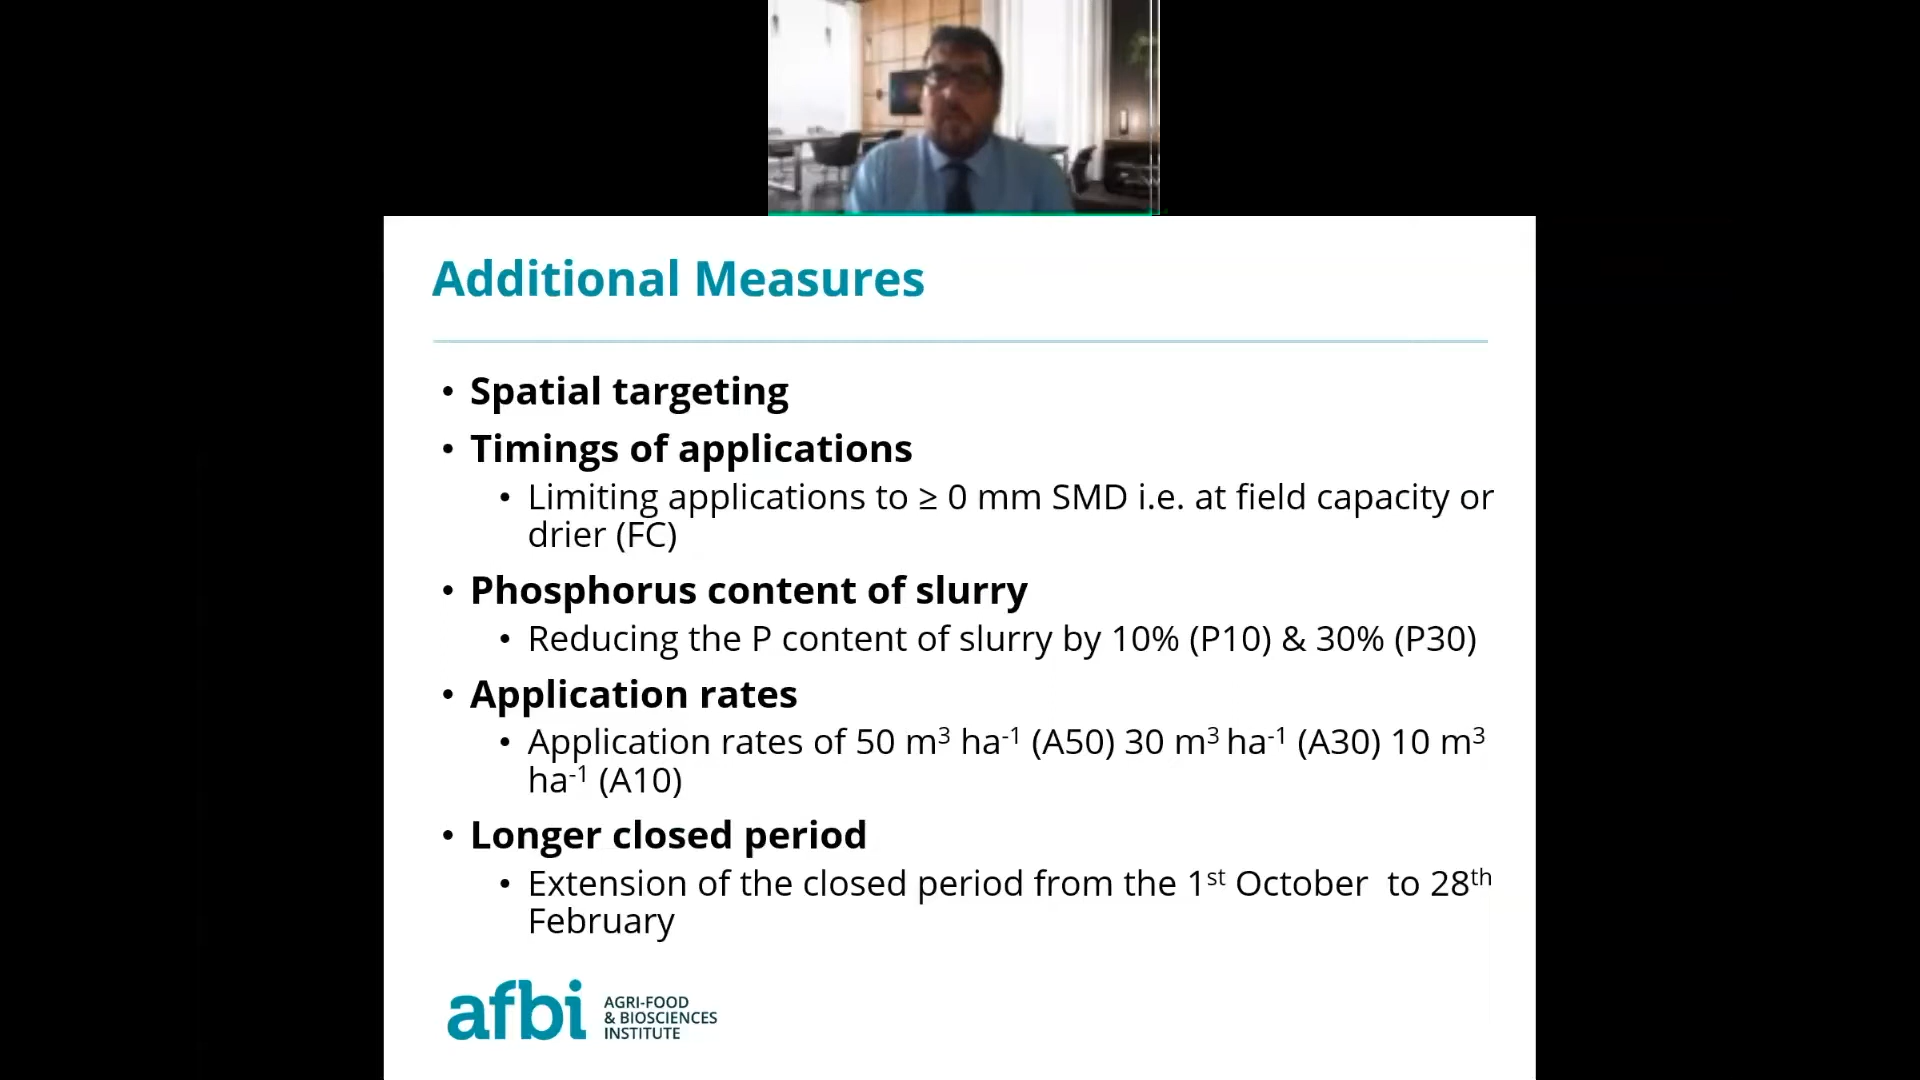 Additional Measures
• Spatial targeting
• Timings of applications
• Limiting applications to ≥ 0 mm SMD i.e. at field capacity or
drier (FC)
• Phosphorus content of slurry
• Reducing the P content of slurry by 10% (P10) & 30% (P30)
• Application rates
• Application rates of 50 m³ ha⁻¹ (A50) 30 m³ ha⁻¹ (A30) 10 m³
ha⁻¹ (A10)
• Longer closed period
• Extension of the closed period from the 1ˢᵗ October to 28ᵗʰ
February
afbi
AGRI-FOOD
& BIOSCIENCES
INSTITUTE